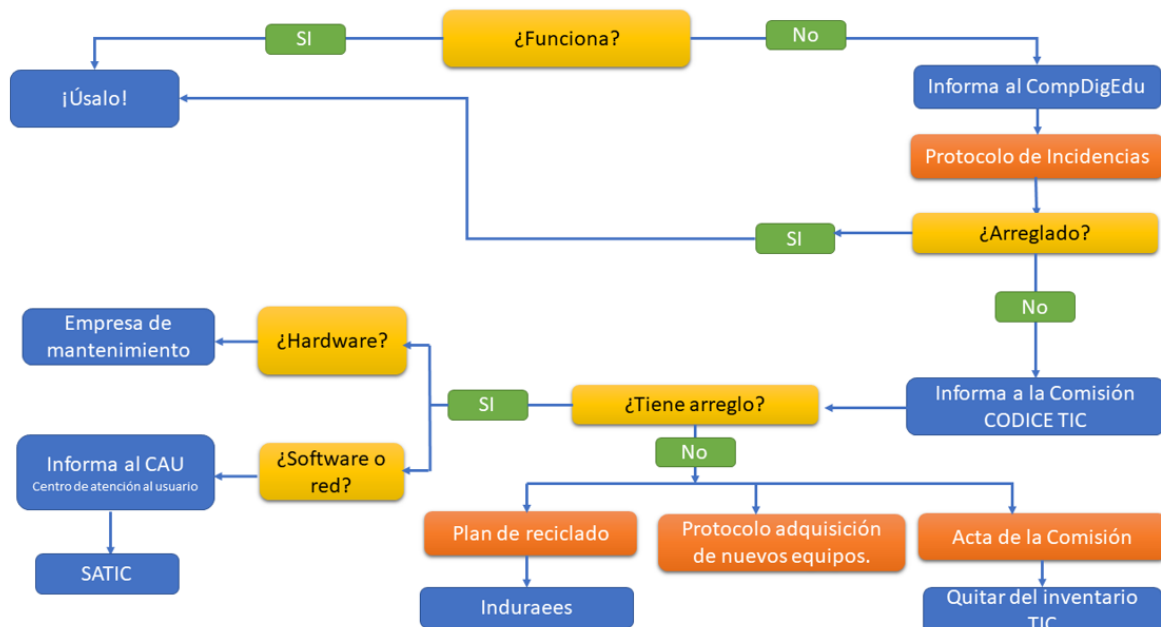 SI
¿Funciona?
No
¡Úsalo!
Informa al CompDigEdu
Protocolo de Incidencias
SI
¿Arreglado?
No
Empresa de
mantenimiento
¿Hardware?
SI
¿Tiene arreglo?
Informa a la Comisión
CODICE TIC
No
Informa al CAU
Centro de atención al usuario
¿Software o
red?
Plan de reciclado
Protocolo adquisición
de nuevos equipos.
Acta de la Comisión
SATIC
Induraees
Quitar del inventario
TIC